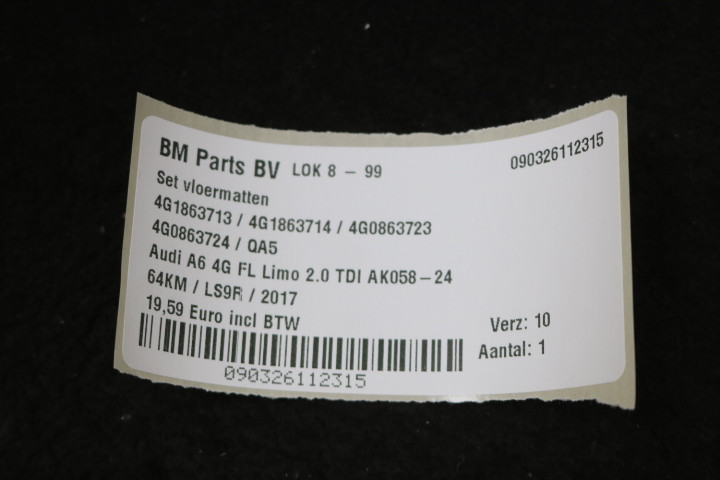 BM Parts BV LOK 8 - 99 090326112315
Set vloermatten
4G1863713 / 4G1863714 / 4G0863723
4G0863724 / QA5
Audi A6 4G FL Limo 2.0 TDI AK058-24
64KM / LS9R / 2017
19,59 Euro incl BTW
Verz: 10
Aantal: 1
090326112315